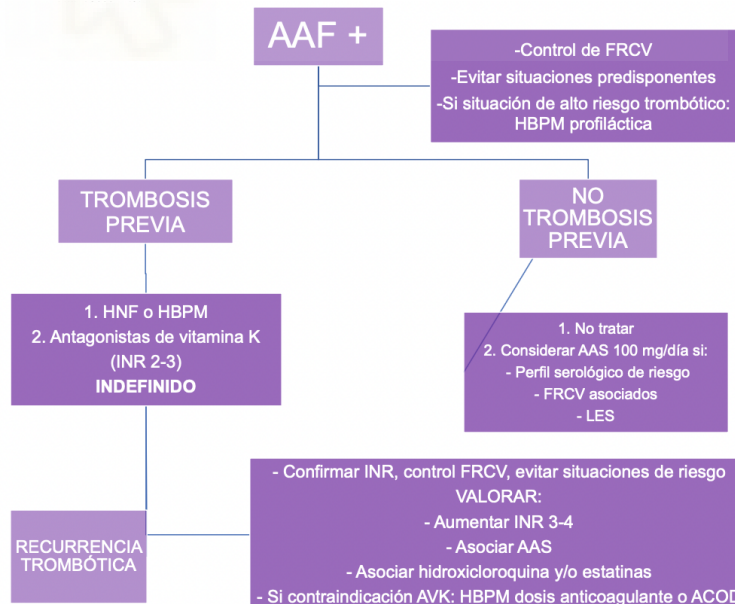 AAF +
-Control de FRCV
-Evitar situaciones predisponentes
-Si situación de alto riesgo trombótico:
HBPM profiláctica
TROMBOSIS
PREVIA
NO
TROMBOSIS
PREVIA
1. HNF o HBPM
2. Antagonistas de vitamina K
(INR 2-3)
INDEFINIDO
1. No tratar
2. Considerar AAS 100 mg/día si:
- Perfil serológico de riesgo
- FRCV asociados
- LES
RECURRENCIA
TROMBÓTICA
- Confirmar INR, control FRCV, evitar situaciones de riesgo
VALORAR:
- Aumentar INR 3-4
- Asociar AAS
- Asociar hidroxicloroquina y/o estatinas
- Si contraindicación AVK: HBPM dosis anticoagulante o ACOD